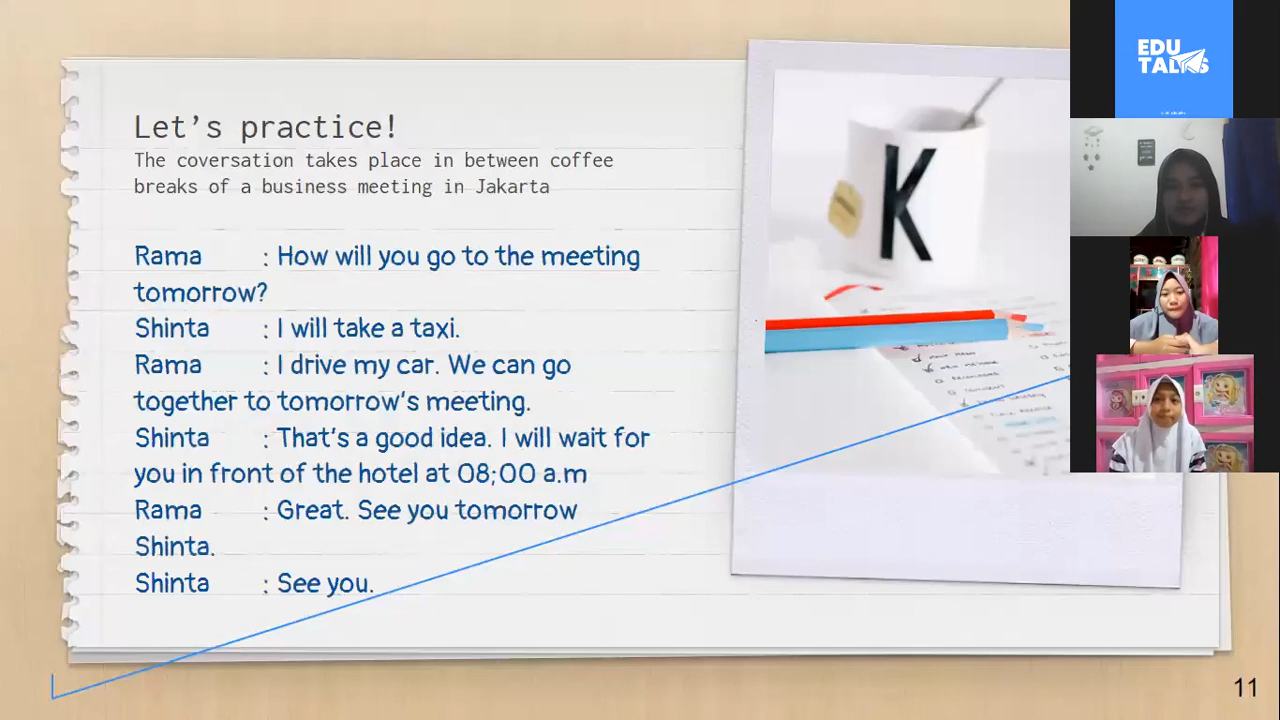 Let's practice!
The coversation takes place in between coffee
breaks of a business meeting in Jakarta
Rama : How will you go to the meeting
tomorrow?
Shinta : I will take a taxi.
Rama : I drive my car. We can go
together to tomorrow's meeting.
Shinta : That's a good idea. I will wait for
you in front of the hotel at 08;00 a.m
Rama : Great. See you tomorrow
Shinta.
Shinta : See you.
K
EDU
TALKS
11